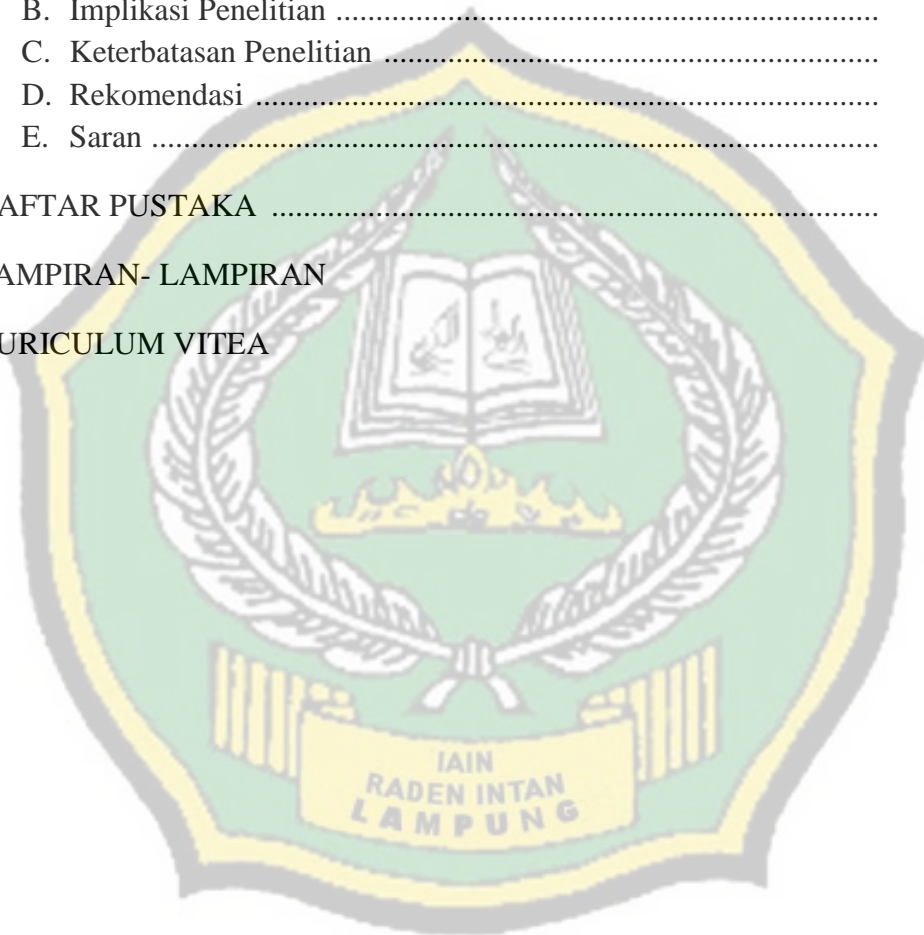 B. Implikasi Penelitian ....................................................................
C. Keterbatasan Penelitian ..............................................................
D. Rekomendasi ..............................................................................
E. Saran ...........................................................................................
AFTAR PUSTAKA ............................................................................
AMPIRAN- LAMPIRAN
URICULUM VITEA
IAIN
RADEN INTAN
LAMPUNG